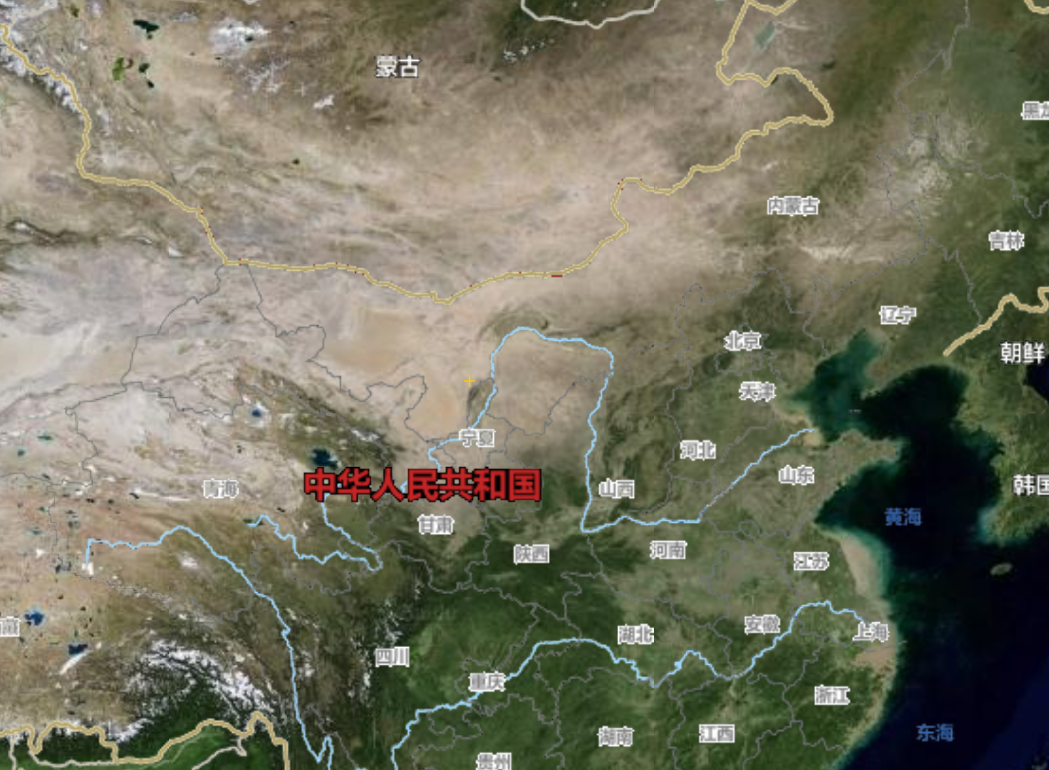 蒙古
黑龙
内蒙古
吉林
辽宁
北京
朝鲜
天津
宁夏
河北
山东
中华人民共和国
青海
山西
韩国
黄海
甘肃
陕西
河南
江苏
肃
安徽
上海
湖北
四川
重庆
浙江
湖南
江西
东海
贵州